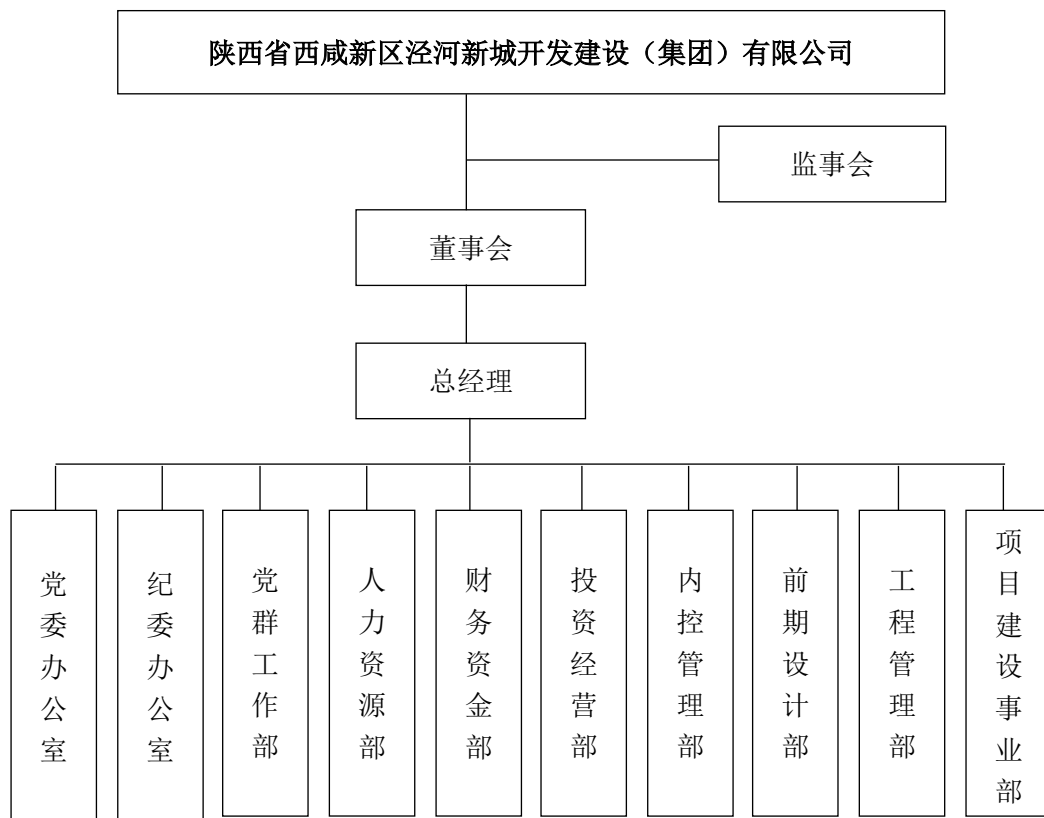 陕西省西咸新区泾河新城开发建设（集团）有限公司
监事会
董事会
总经理
党委办公室
纪委办公室
党群工作部
人力资源部
财务资金部
投资经营部
内控管理部
前期设计部
工程管理部
项目建设事业部